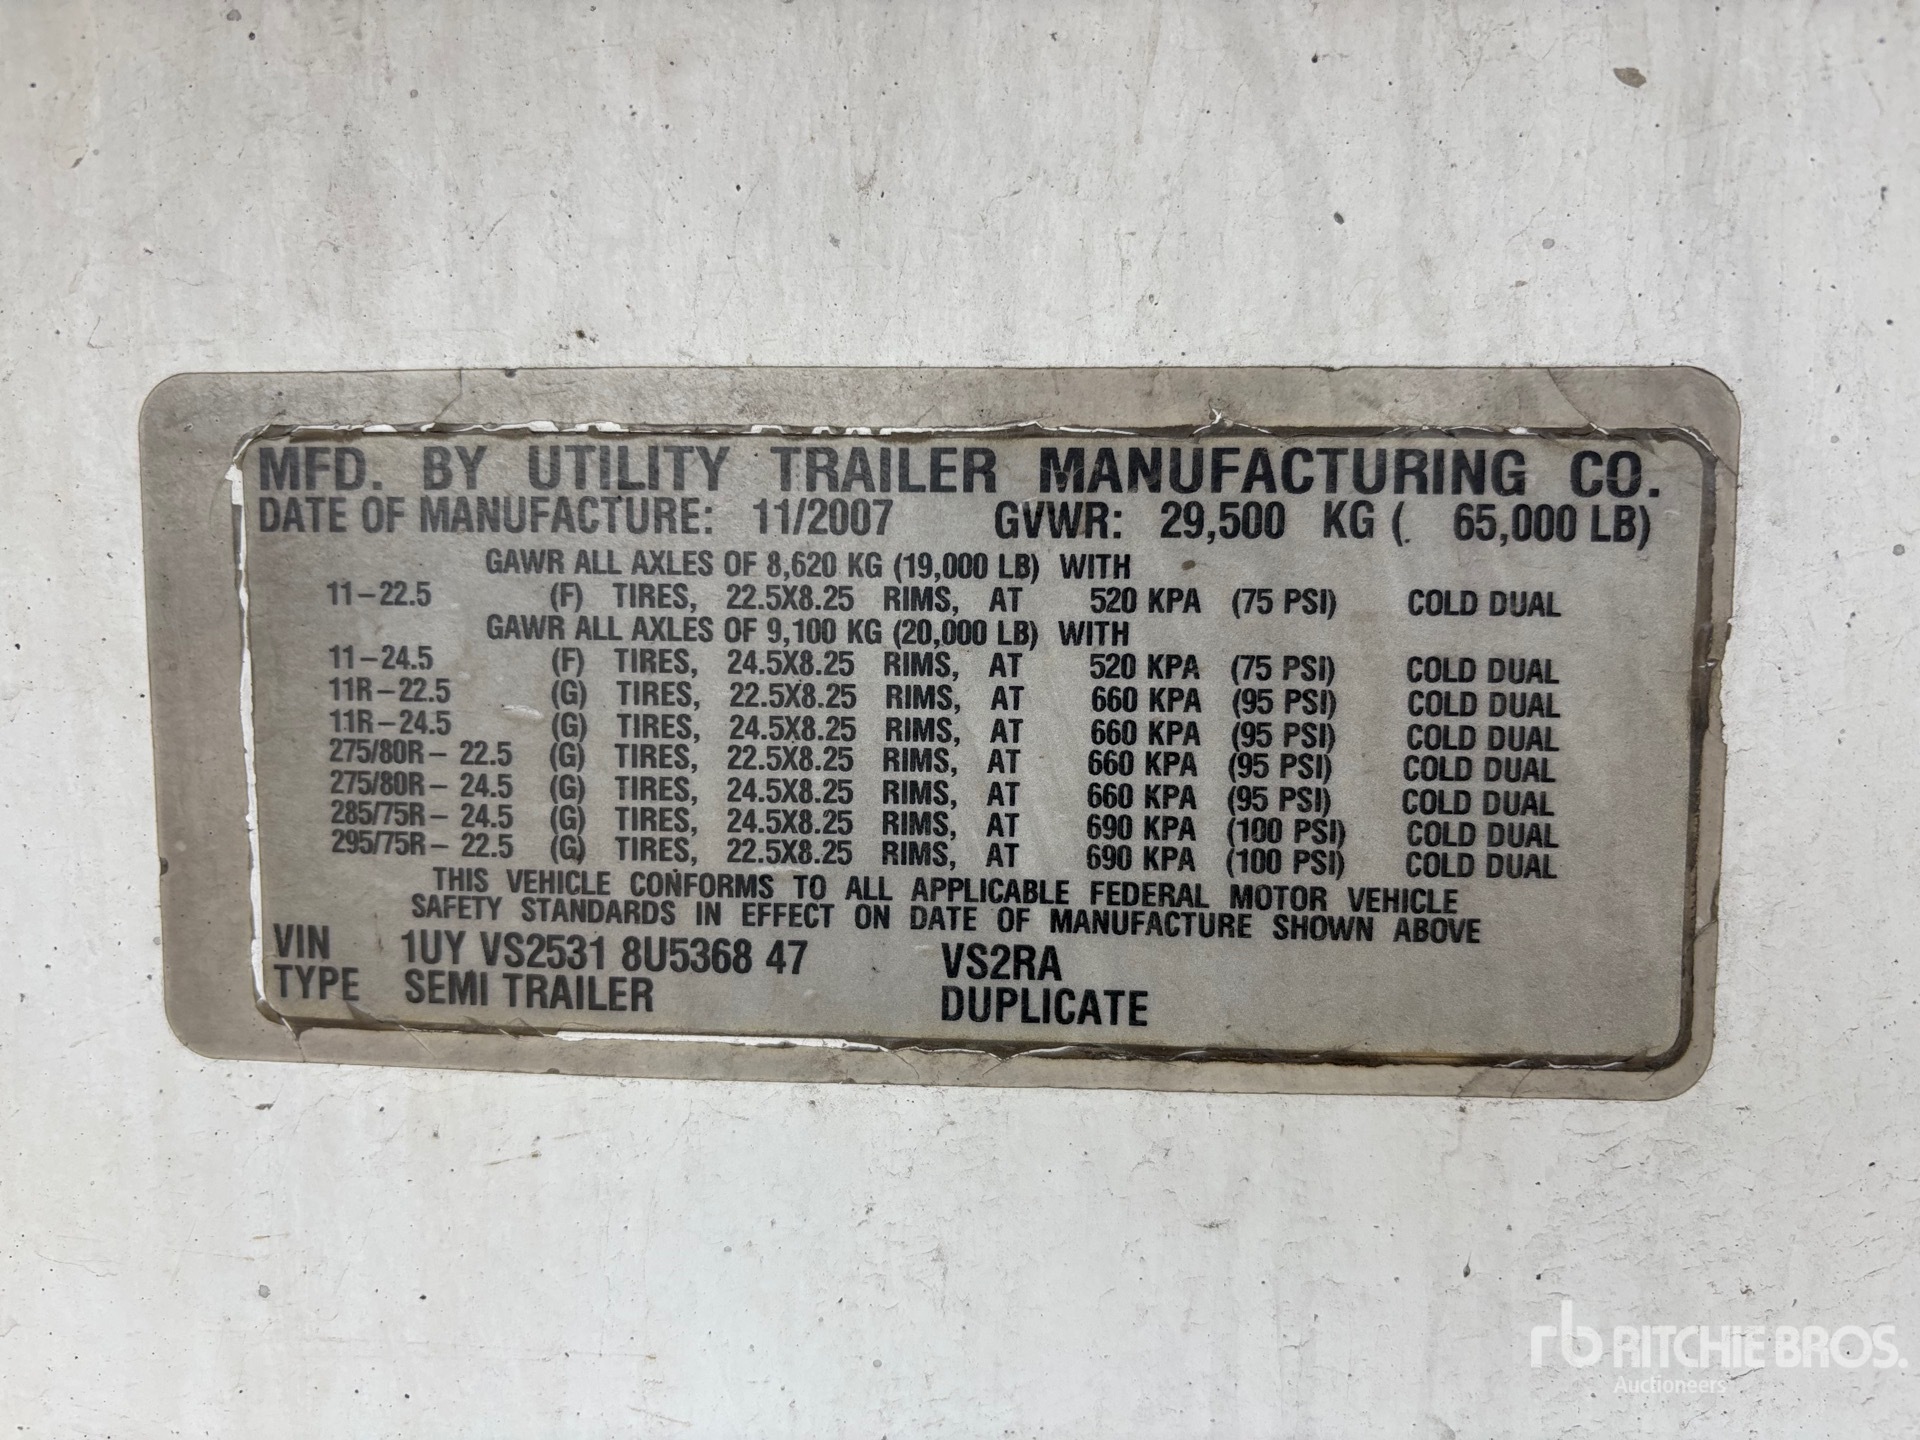 MFD. BY UTILITY TRAILER MANUFACTURING CO.
DATE OF MANUFACTURE: 11/2007 GVWR: 29,500 KG ( 65,000 LB)
GAWR ALL AXLES OF 8,620 KG (19,000 LB) WITH
11-22.5 (F) TIRES, 22.5X8.25 RIMS, AT 520 KPA (75 PSI) COLD DUAL
GAWR ALL AXLES OF 9,100 KG (20,000 LB) WITH
11-24.5 (F) TIRES, 24.5X8.25 RIMS, AT 520 KPA (75 PSI) COLD DUAL
11R-22.5 (G) TIRES, 22.5X8.25 RIMS, AT 660 KPA (95 PSI) COLD DUAL
11R-24.5 (G) TIRES, 24.5X8.25 RIMS, AT 660 KPA (95 PSI) COLD DUAL
275/80R- 22.5 (G) TIRES, 22.5X8.25 RIMS, AT 660 KPA (95 PSI) COLD DUAL
275/80R- 24.5 (G) TIRES, 24.5X8.25 RIMS, AT 660 KPA (95 PSI) COLD DUAL
285/75R- 24.5 (G) TIRES, 24.5X8.25 RIMS, AT 690 KPA (100 PSI) COLD DUAL
295/75R- 22.5 (G) TIRES, 22.5X8.25 RIMS, AT 690 KPA (100 PSI) COLD DUAL
THIS VEHICLE CONFORMS TO ALL APPLICABLE FEDERAL MOTOR VEHICLE
SAFETY STANDARDS IN EFFECT ON DATE OF MANUFACTURE SHOWN ABOVE
VIN 1UY VS2531 8U5368 47 VS2RA
TYPE SEMI TRAILER DUPLICATE
rb RITCHIE BROS.
Auctioneers